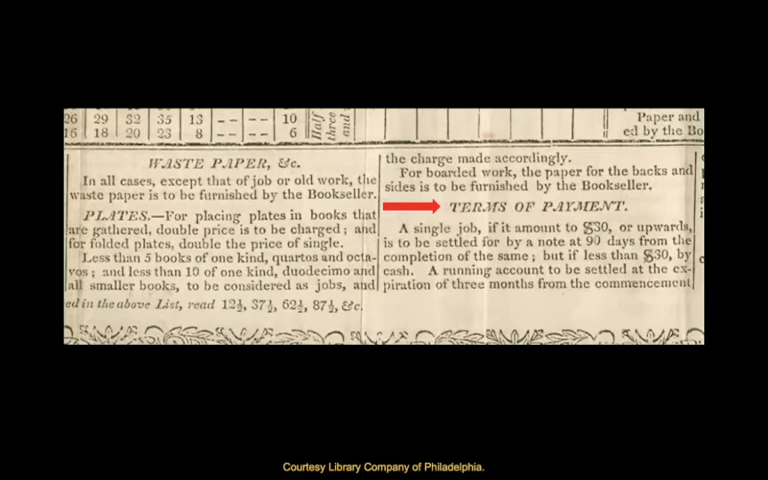 26 29 32 35 13 -- -- 10
16 18 20 23 8 -- -- 6
Half
three
and
Paper and
ed by the Bo
WASTE PAPER, &c.
In all cases, except that of job or old work, the
waste paper is to be furnished by the Bookseller.
PLATES.—For placing plates in books that
are gathered, double price is to be charged; and
for folded plates, double the price of single.
Less than 5 books of one kind, quartos and octa-
vos; and less than 10 of one kind, duodecimo and
all smaller books, to be considered as jobs, and
ed in the above List, read 12½, 37½, 62½, 87½, &c.
the charge made accordingly.
For boarded work, the paper for the backs and
sides is to be furnished by the Bookseller.
TERMS OF PAYMENT.
A single job, if it amount to $30, or upwards,
is to be settled for by a note at 90 days from the
completion of the same; but if less than $30, by
cash. A running account to be settled at the ex-
piration of three months from the commencement
Courtesy Library Company of Philadelphia.